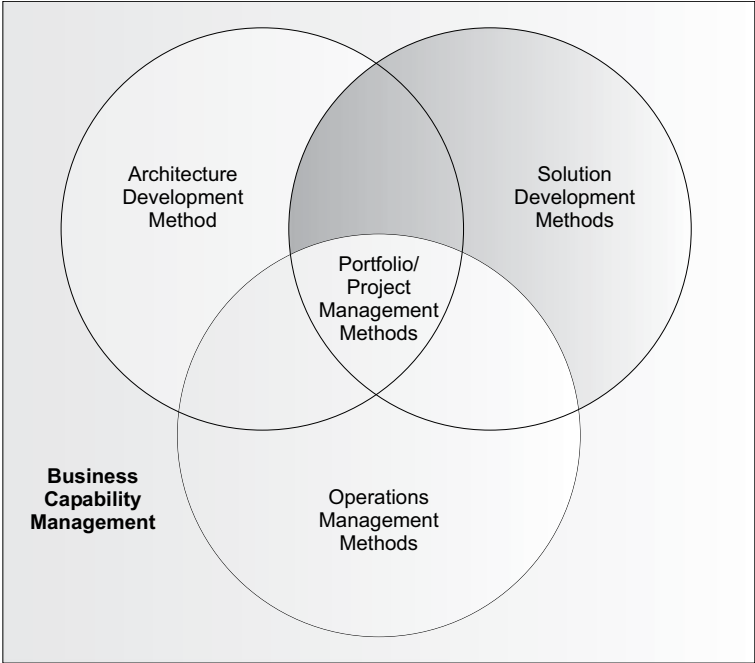 Architecture
Development
Method
Solution
Development
Methods
Portfolio/
Project
Management
Methods
Business
Capability
Management
Operations
Management
Methods